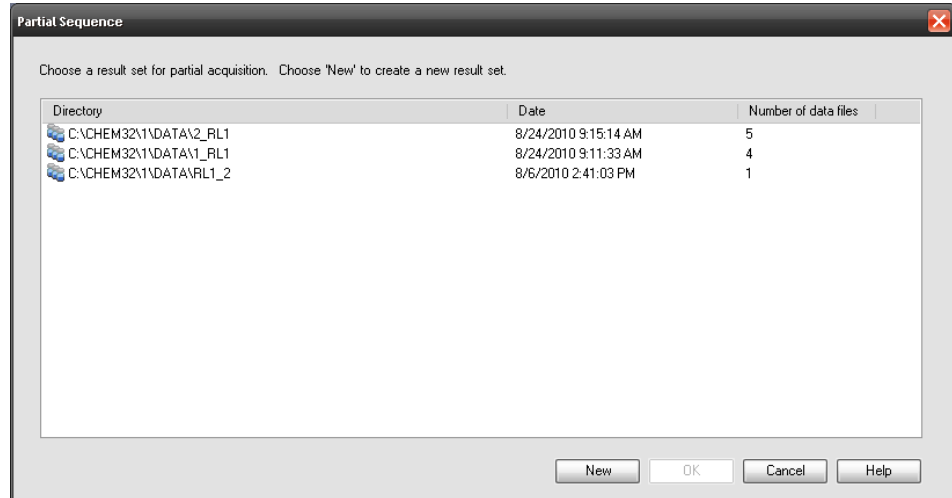 Partial Sequence
Choose a result set for partial acquisition.  Choose 'New' to create a new result set.
Directory Date Number of data files
C:\CHEM32\1\DATA\2_RL1 8/24/2010 9:15:14 AM 5
C:\CHEM32\1\DATA\1_RL1 8/24/2010 9:11:33 AM 4
C:\CHEM32\1\DATA\RL1_2 8/6/2010 2:41:03 PM 1
New OK Cancel Help